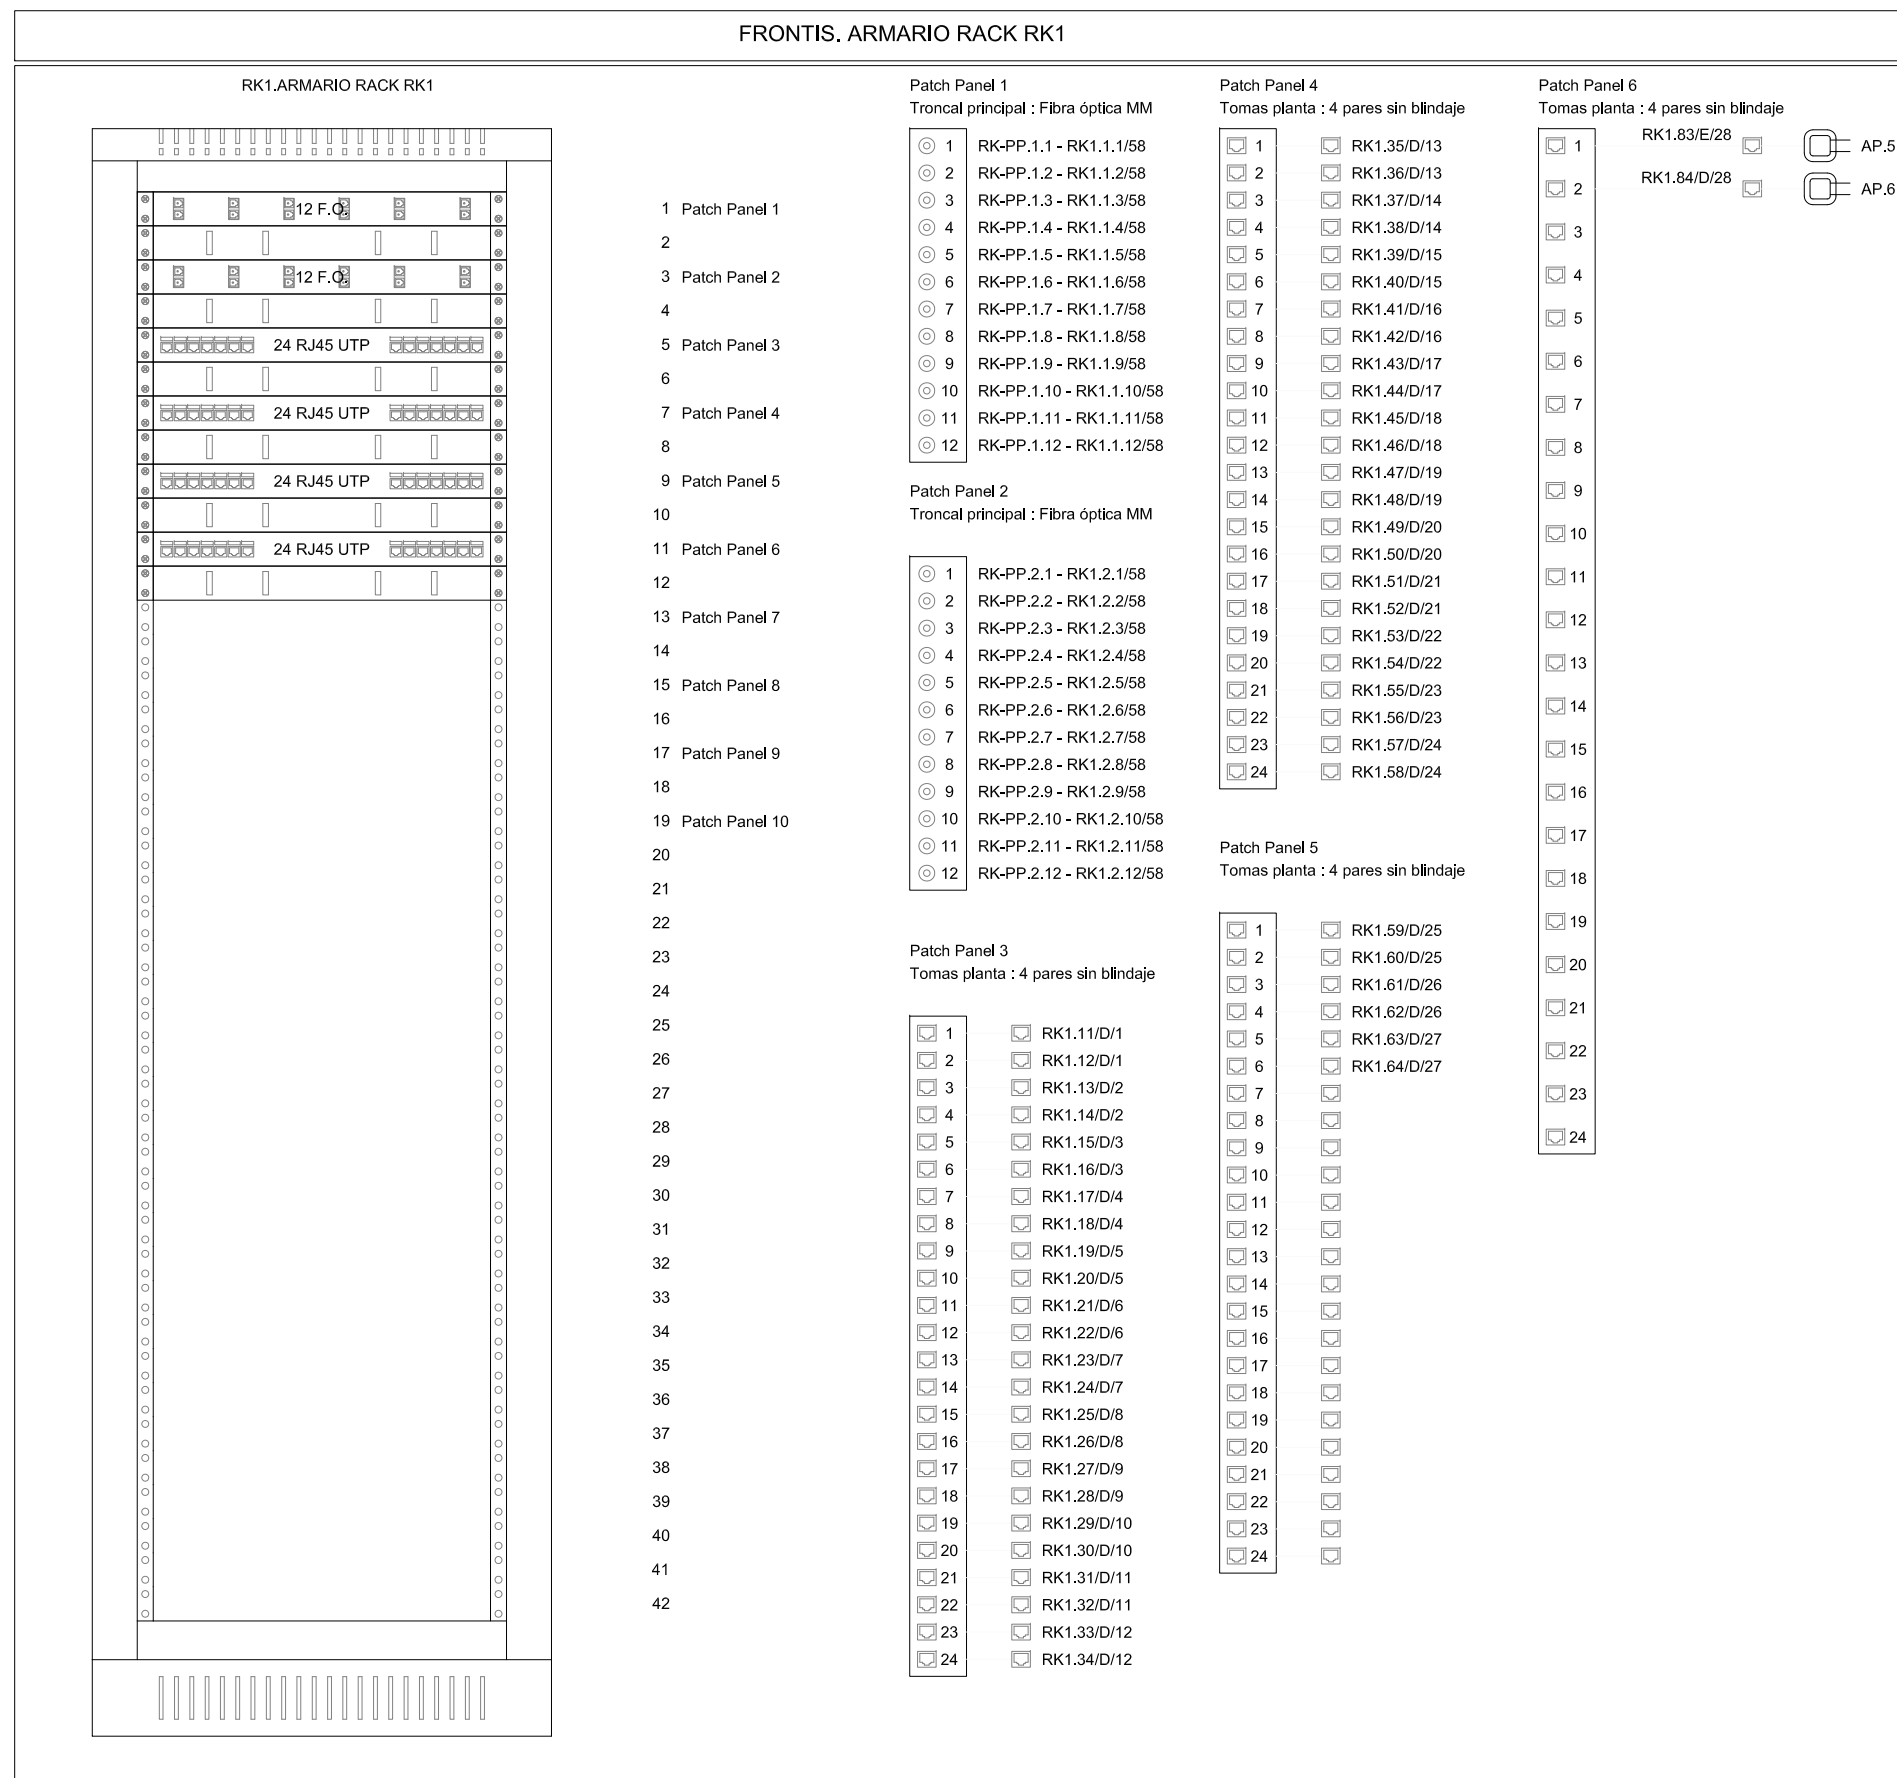 FRONTIS. ARMARIO RACK RK1
RK1.ARMARIO RACK RK1
12 F.O.
12 F.O.
24 RJ45 UTP
24 RJ45 UTP
24 RJ45 UTP
24 RJ45 UTP
1 Patch Panel 1
2
3 Patch Panel 2
4
5 Patch Panel 3
6
7 Patch Panel 4
8
9 Patch Panel 5
10
11 Patch Panel 6
12
13 Patch Panel 7
14
15 Patch Panel 8
16
17 Patch Panel 9
18
19 Patch Panel 10
20
21
22
23
24
25
26
27
28
29
30
31
32
33
34
35
36
37
38
39
40
41
42
Patch Panel 1
Troncal principal : Fibra óptica MM
1 RK-PP.1.1 - RK1.1.1/58
2 RK-PP.1.2 - RK1.1.2/58
3 RK-PP.1.3 - RK1.1.3/58
4 RK-PP.1.4 - RK1.1.4/58
5 RK-PP.1.5 - RK1.1.5/58
6 RK-PP.1.6 - RK1.1.6/58
7 RK-PP.1.7 - RK1.1.7/58
8 RK-PP.1.8 - RK1.1.8/58
9 RK-PP.1.9 - RK1.1.9/58
10 RK-PP.1.10 - RK1.1.10/58
11 RK-PP.1.11 - RK1.1.11/58
12 RK-PP.1.12 - RK1.1.12/58
Patch Panel 2
Troncal principal : Fibra óptica MM
1 RK-PP.2.1 - RK1.2.1/58
2 RK-PP.2.2 - RK1.2.2/58
3 RK-PP.2.3 - RK1.2.3/58
4 RK-PP.2.4 - RK1.2.4/58
5 RK-PP.2.5 - RK1.2.5/58
6 RK-PP.2.6 - RK1.2.6/58
7 RK-PP.2.7 - RK1.2.7/58
8 RK-PP.2.8 - RK1.2.8/58
9 RK-PP.2.9 - RK1.2.9/58
10 RK-PP.2.10 - RK1.2.10/58
11 RK-PP.2.11 - RK1.2.11/58
12 RK-PP.2.12 - RK1.2.12/58
Patch Panel 3
Tomas planta : 4 pares sin blindaje
1 RK1.11/D/1
2 RK1.12/D/1
3 RK1.13/D/2
4 RK1.14/D/2
5 RK1.15/D/3
6 RK1.16/D/3
7 RK1.17/D/4
8 RK1.18/D/4
9 RK1.19/D/5
10 RK1.20/D/5
11 RK1.21/D/6
12 RK1.22/D/6
13 RK1.23/D/7
14 RK1.24/D/7
15 RK1.25/D/8
16 RK1.26/D/8
17 RK1.27/D/9
18 RK1.28/D/9
19 RK1.29/D/10
20 RK1.30/D/10
21 RK1.31/D/11
22 RK1.32/D/11
23 RK1.33/D/12
24 RK1.34/D/12
Patch Panel 4
Tomas planta : 4 pares sin blindaje
1 RK1.35/D/13
2 RK1.36/D/13
3 RK1.37/D/14
4 RK1.38/D/14
5 RK1.39/D/15
6 RK1.40/D/15
7 RK1.41/D/16
8 RK1.42/D/16
9 RK1.43/D/17
10 RK1.44/D/17
11 RK1.45/D/18
12 RK1.46/D/18
13 RK1.47/D/19
14 RK1.48/D/19
15 RK1.49/D/20
16 RK1.50/D/20
17 RK1.51/D/21
18 RK1.52/D/21
19 RK1.53/D/22
20 RK1.54/D/22
21 RK1.55/D/23
22 RK1.56/D/23
23 RK1.57/D/24
24 RK1.58/D/24
Patch Panel 5
Tomas planta : 4 pares sin blindaje
1 RK1.59/D/25
2 RK1.60/D/25
3 RK1.61/D/26
4 RK1.62/D/26
5 RK1.63/D/27
6 RK1.64/D/27
7
8
9
10
11
12
13
14
15
16
17
18
19
20
21
22
23
24
Patch Panel 6
Tomas planta : 4 pares sin blindaje
1 RK1.83/E/28 AP.5
2 RK1.84/D/28 AP.6
3
4
5
6
7
8
9
10
11
12
13
14
15
16
17
18
19
20
21
22
23
24